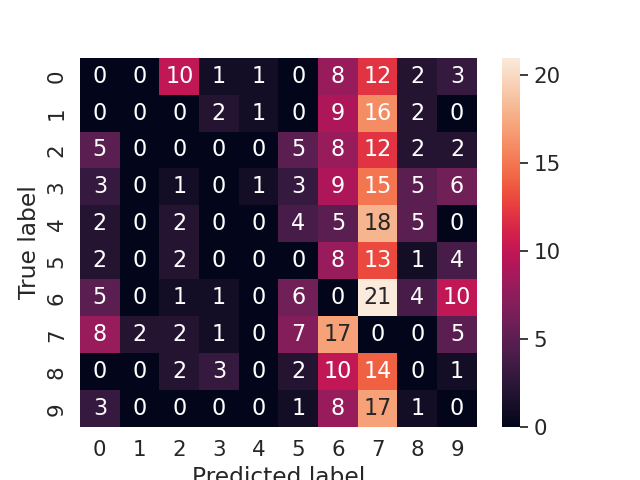 0 0 0 10 1 1 0 8 12 2 3
1 0 0 0 2 1 0 9 16 2 0
2 5 0 0 0 0 5 8 12 2 2
3 3 0 1 0 1 3 9 15 5 6
4 2 0 2 0 0 4 5 18 5 0
5 2 0 2 0 0 0 8 13 1 4
6 5 0 1 1 0 6 0 21 4 10
7 8 2 2 1 0 7 17 0 0 5
8 0 0 2 3 0 2 10 14 0 1
9 3 0 0 0 0 1 8 17 1 0
0 1 2 3 4 5 6 7 8 9
Predicted label
True label
20
15
10
5
0